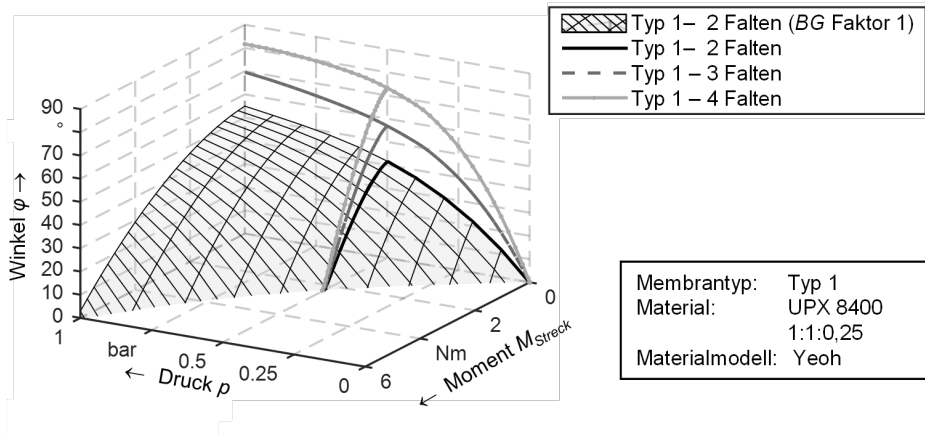 Typ 1– 2 Falten (BG Faktor 1)
Typ 1– 2 Falten
Typ 1 – 3 Falten
Typ 1 – 4 Falten
90
°
70
60
50
40
30
20
10
0
Winkel φ →
1
bar
0.5
0.25
0
← Druck p
6
Nm
2
0
← Moment MStreck
Membrantyp: Typ 1
Material: UPX 8400
1:1:0,25
Materialmodell: Yeoh